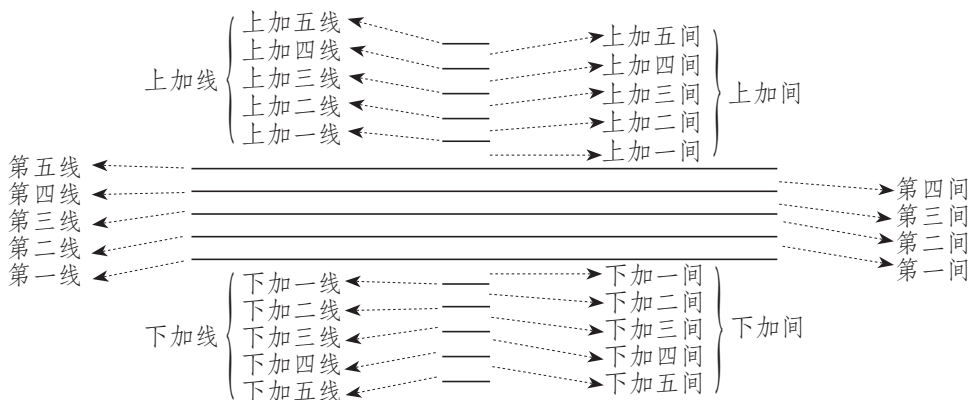 上加线
上加五线
上加四线
上加三线
上加二线
上加一线
上加五间
上加四间
上加三间
上加二间
上加一间
上加间
第五线
第四线
第三线
第二线
第一线
第四间
第三间
第二间
第一间
下加线
下加一线
下加二线
下加三线
下加四线
下加五线
下加一间
下加二间
下加三间
下加四间
下加五间
下加间